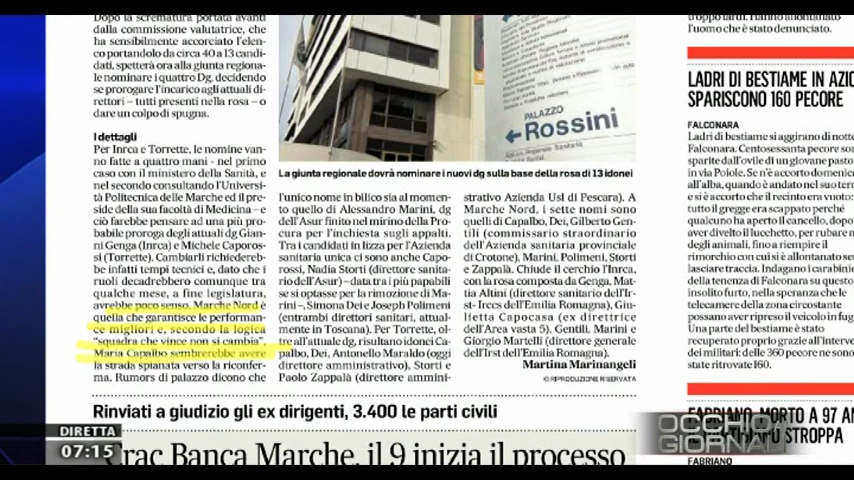 Dopo la scrematura portata avanti
dalla commissione valutatrice, che
ha sensibilmente accorciato l'elen-
co portandolo da circa 40 a 13 candi-
dati, spetterà ora alla giunta regiona-
le nominare i quattro Dg, decidendo
se prorogare l'incarico agli attuali di-
rettori – tutti presenti nella rosa – o
dare un colpo di spugna.
I dettagli
Per Inrca e Torrette, le nomine van-
no fatte a quattro mani - nel primo
caso con il ministero della Sanità, e
nel secondo consultando l'Universi-
tà Politecnica delle Marche ed il pre-
side della sua facoltà di Medicina – e
ciò farebbe pensare ad una più pro-
babile proroga degli attuali dg Gian-
ni Genga (Inrca) e Michele Caporos-
si (Torrette). Cambiarli richiederеb-
be infatti tempi tecnici e, dato che i
ruoli decadrebbero comunque tra
qualche mese, a fine legislatura,
avrebbe poco senso. Marche Nord è
quella che garantisce le performan-
ce migliori e, secondo la logica
"squadra che vince non si cambia",
Maria Capalbo sembrerebbe avere
la strada spianata verso la riconfer-
ma. Rumors di palazzo dicono che
PALAZZO
Rossini
La giunta regionale dovrà nominare i nuovi dg sulla base della rosa di 13 idonei
l'unico nome in bilico sia al momen-
to quello di Alessandro Marini, dg
dell'Asur finito nel mirino della Pro-
cura per l'inchiesta sugli appalti.
Tra i candidati in lizza per l'Azienda
sanitaria unica ci sono anche Capo-
rossi, Nadia Storti (direttore sanita-
rio dell'Asur) – data tra i più papabili
se si optasse per la rimozione di Ma-
rini –, Simona Dei e Joseph Polimeni
(entrambi direttori sanitari, attual-
mente in Toscana). Per Torrette, ol-
tre all'attuale dg, risultano idonei Ca-
palbo, Dei, Antonello Maraldo (oggi
direttore amministrativo), Storti e
Paolo Zappalà (direttore ammini-
strativo Azienda Usl di Pescara). A
Marche Nord, i sette nomi sono
quelli di Capalbo, Dei, Gilberto Gen-
tili (commissario straordinario
dell'Azienda sanitaria provinciale
di Crotone), Marini, Polimeni, Storti
e Zappalà. Chiude il cerchio l'Inrca,
con la rosa composta da Genga, Mat-
tia Altini (direttore sanitario dell'Ir-
st-Irccs dell'Emilia Romagna), Giu-
lietta Capocasa (ex direttrice
dell'Area vasta 5). Gentili, Marini e
Giorgio Martelli (direttore generale
dell'Irst dell'Emilia Romagna).
Martina Marinangeli
© RIPRODUZIONE RISERVATA
Rinviati a giudizio gli ex dirigenti, 3.400 le parti civili
Crac Banca Marche, il 9 inizia il processo
troppo tardi. Hanno allontanato
l'uomo che è stato denunciato.
LADRI DI BESTIAME IN AZIO
SPARISCONO 160 PECORE
FALCONARA
Ladri di bestiame si aggirano di notte
Falconara. Centosessanta pecore son
sparite dall'ovile di un giovane pasto
in via Poiole. Se n'è accorto domenica
all'alba, quando è andato nel suo terr
e si è accorto che il recinto era vuoto:
tutto il gregge era scappato perché
qualcuno ha aperto il cancello, dopo
aver divelto il lucchetto, per rubare m
degli animali, fino a riempire il
rimorchio con cui si è allontanato sen
lasciare traccia. Indagano i carabinie
della tenenza di Falconara su questo
insolito furto, nella speranza che le
telecamere della zona circostante
possano aver ripreso il veicolo in fug
Una parte del bestiame è stato
recuperato proprio grazie all'interve
dei militari: delle 360 pecore ne sono
state ritrovate 160.
FABRIANO, MORTO A 97 AN
STROPPA
FABRIANO
DIRETTA
07:15
OCCHIO AI
GIORNALI